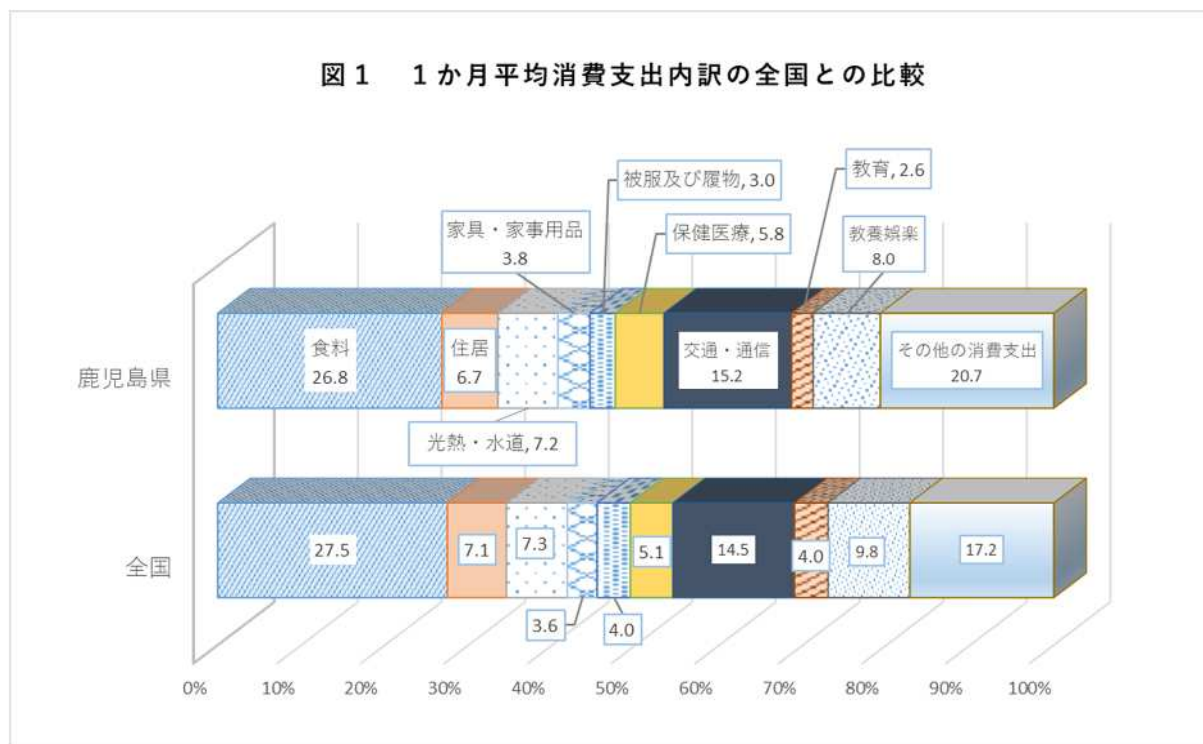 図1　1か月平均消費支出内訳の全国との比較
被服及び履物, 3.0
教育, 2.6
家具・家事用品
3.8
保健医療, 5.8
教養娯楽
8.0
鹿児島県
食料
26.8
住居
6.7
交通・通信
15.2
その他の消費支出
20.7
光熱・水道, 7.2
全国
27.5
7.1
7.3
5.1
14.5
4.0
9.8
17.2
3.6
4.0
0%
10%
20%
30%
40%
50%
60%
70%
80%
90%
100%